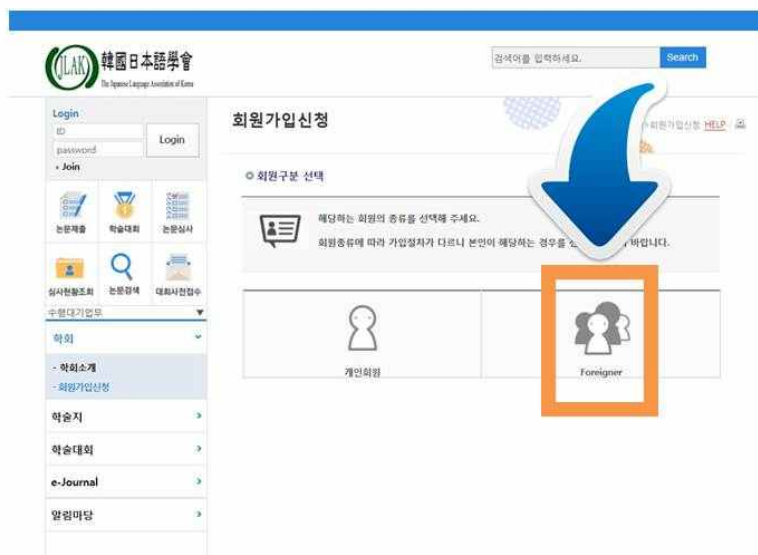 JLAK
韓國日本語學會
The Japanese Language Association of Korea
검색어를 입력하세요.
Search
Login
ID
password
Login
Join
논문제출
학술대회
논문심사
심사현황조회
논문검색
대회사전접수
수행대기업무
학회
- 학회소개
- 회원가입신청
학술지
학술대회
e-Journal
알림마당
회원가입신청
회원가입신청 HELP
회원구분 선택
해당하는 회원의 종류를 선택해 주세요.
회원종류에 따라 가입절차가 다르니 본인이 해당하는 경우를 바랍니다.
개인회원
Foreigner